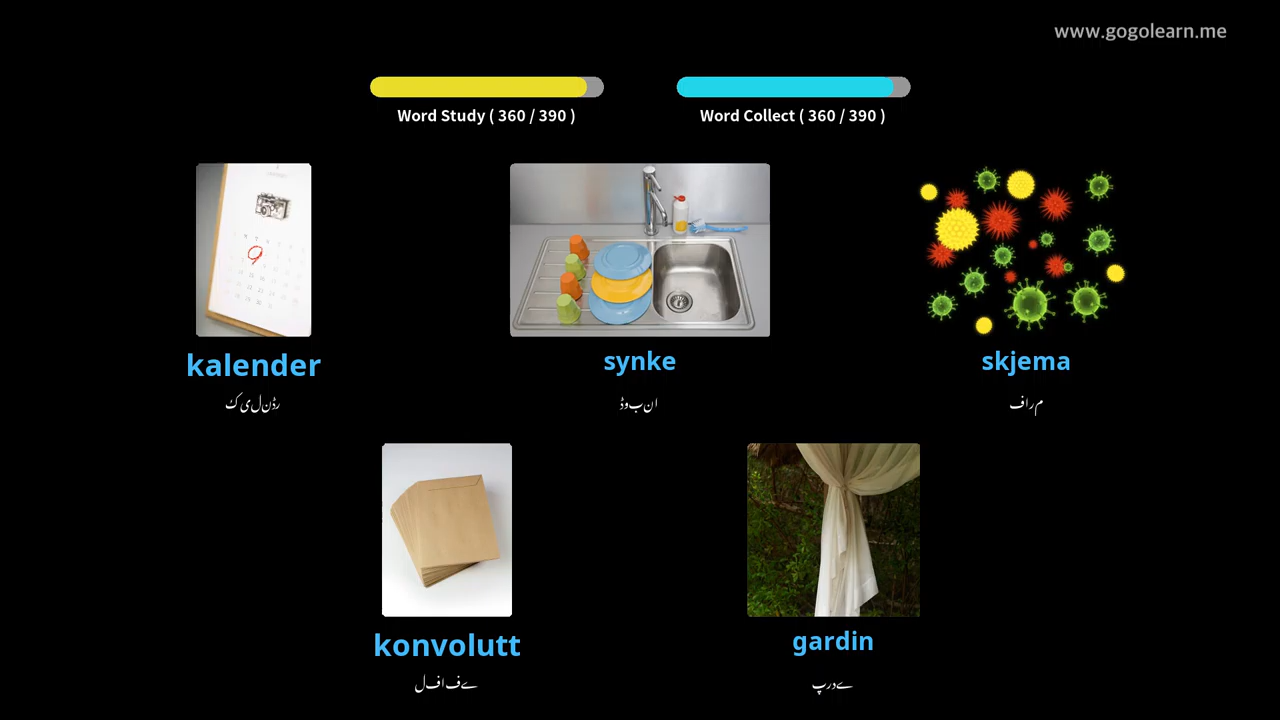 www.gogolearn.me
Word Study ( 360 / 390 )
Word Collect ( 360 / 390 )
kalender
کیلنڈر
synke
ڈوبنا
skjema
فارم
konvolutt
لفافے
gardin
پردے